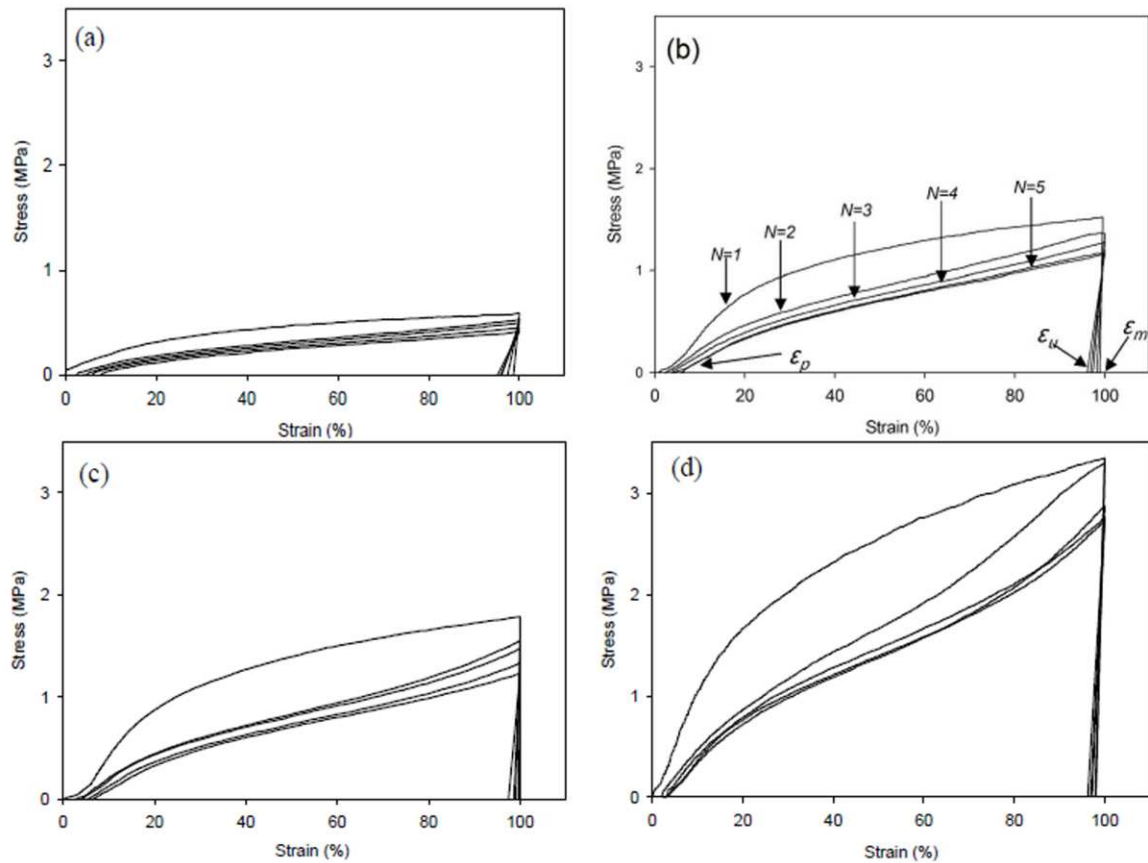 (a)
3
2
1
0
Stress (MPa)
0 20 40 60 80 100
Strain (%)
(b)
3
2
1
0
Stress (MPa)
N=1
N=2
N=3
N=4
N=5
εp
εu
εm
0 20 40 60 80 100
Strain (%)
(c)
3
2
1
0
Stress (MPa)
0 20 40 60 80 100
Strain (%)
(d)
3
2
1
0
Stress (MPa)
0 20 40 60 80 100
Strain (%)